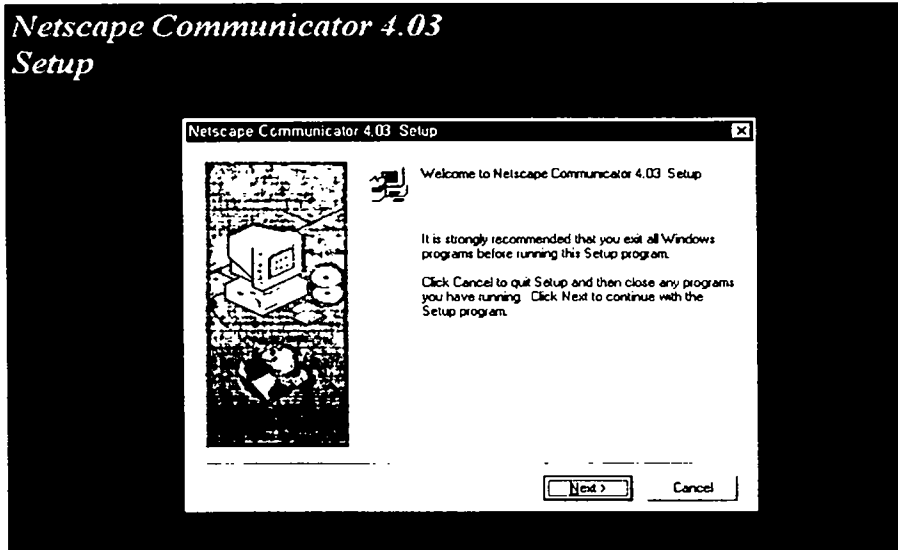 Netscape Communicator 4.03
Setup
Netscape Communicator 4.03 Setup
Welcome to Netscape Communicator 4.03 Setup
It is strongly recommended that you exit all Windows
programs before running this Setup program.
Click Cancel to quit Setup and then close any programs
you have running. Click Next to continue with the
Setup program.
Next >
Cancel